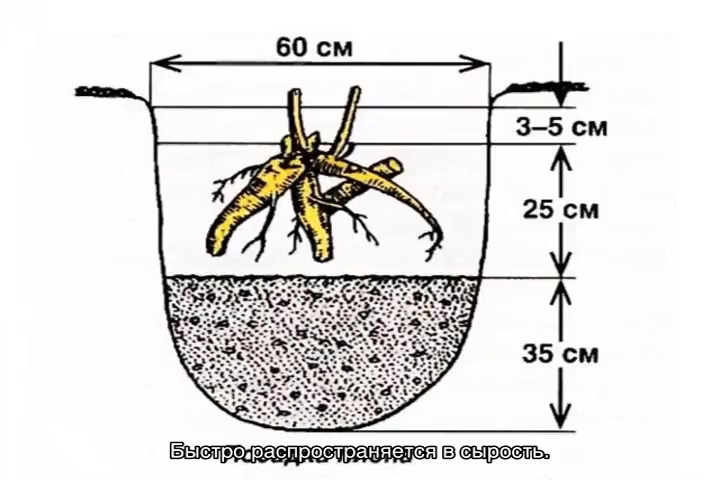 60 см
3–5 см
25 см
35 см
Быстро распространяется в сырость.